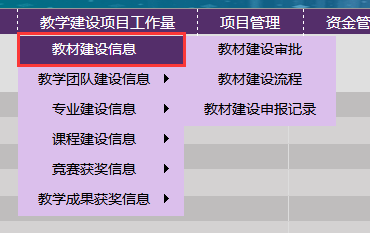 教学建设项目工作量 项目管理 资金管
教材建设信息 教材建设审批
教学团队建设信息 教材建设流程
专业建设信息 教材建设申报记录
课程建设信息
竞赛获奖信息
教学成果获奖信息